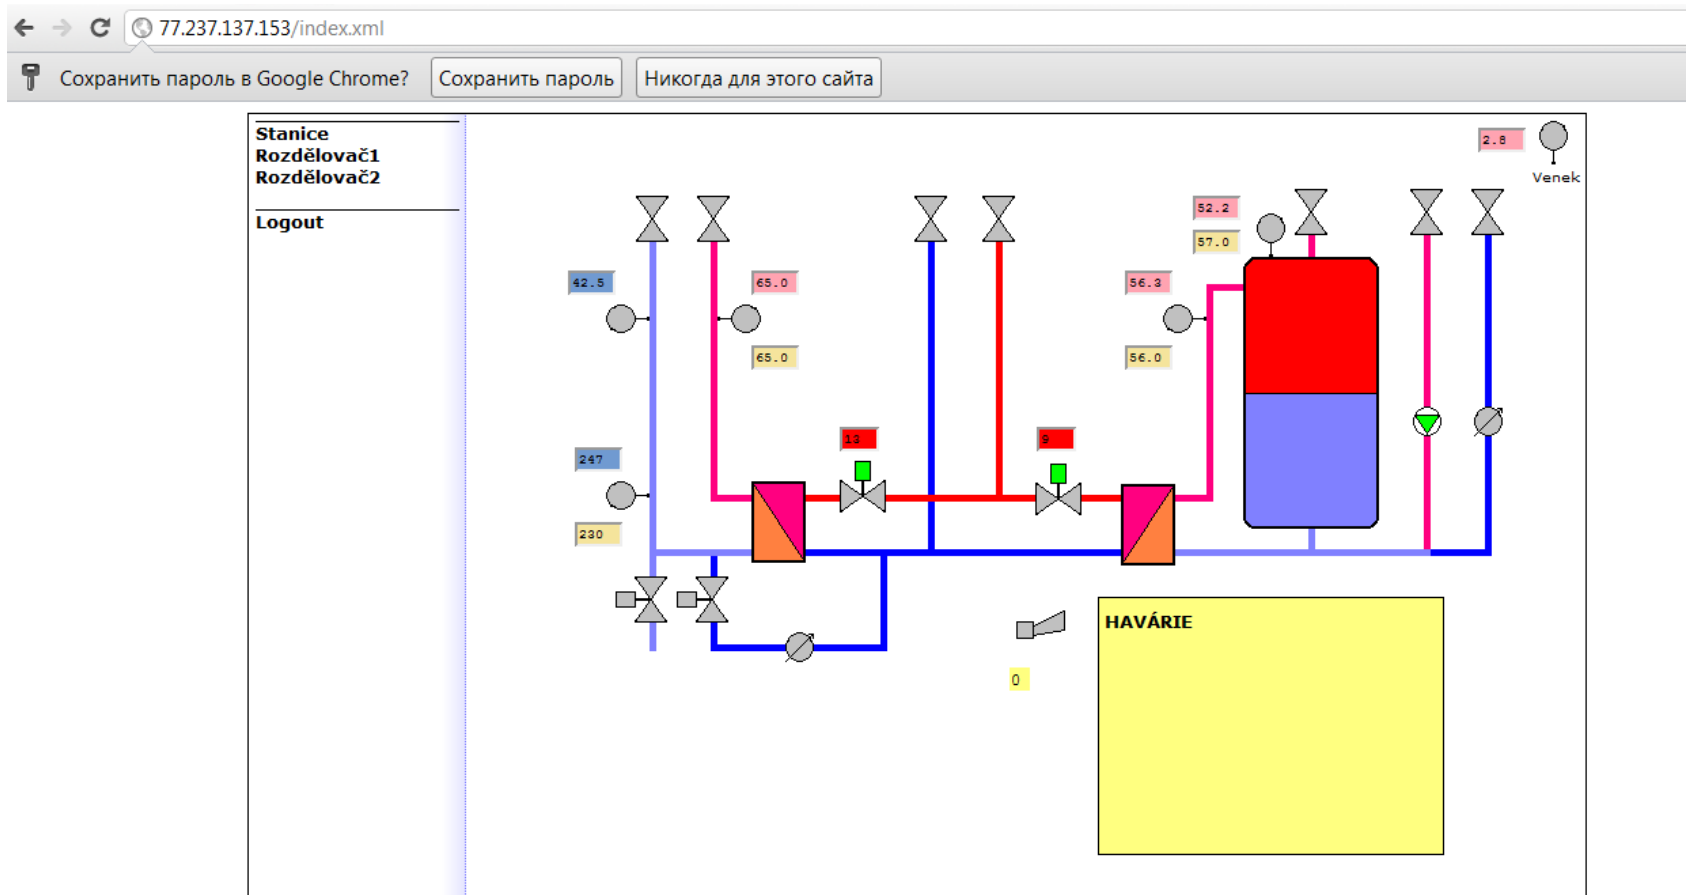 77.237.137.153/index.xml
Сохранить пароль в Google Chrome? Сохранить пароль Никогда для этого сайта
Stanice
Rozdělovač1
Rozdělovač2
Logout
2.8
Venek
52.2
57.0
42.5
65.0
56.3
65.0
56.0
13
9
247
230
HAVÁRIE
0